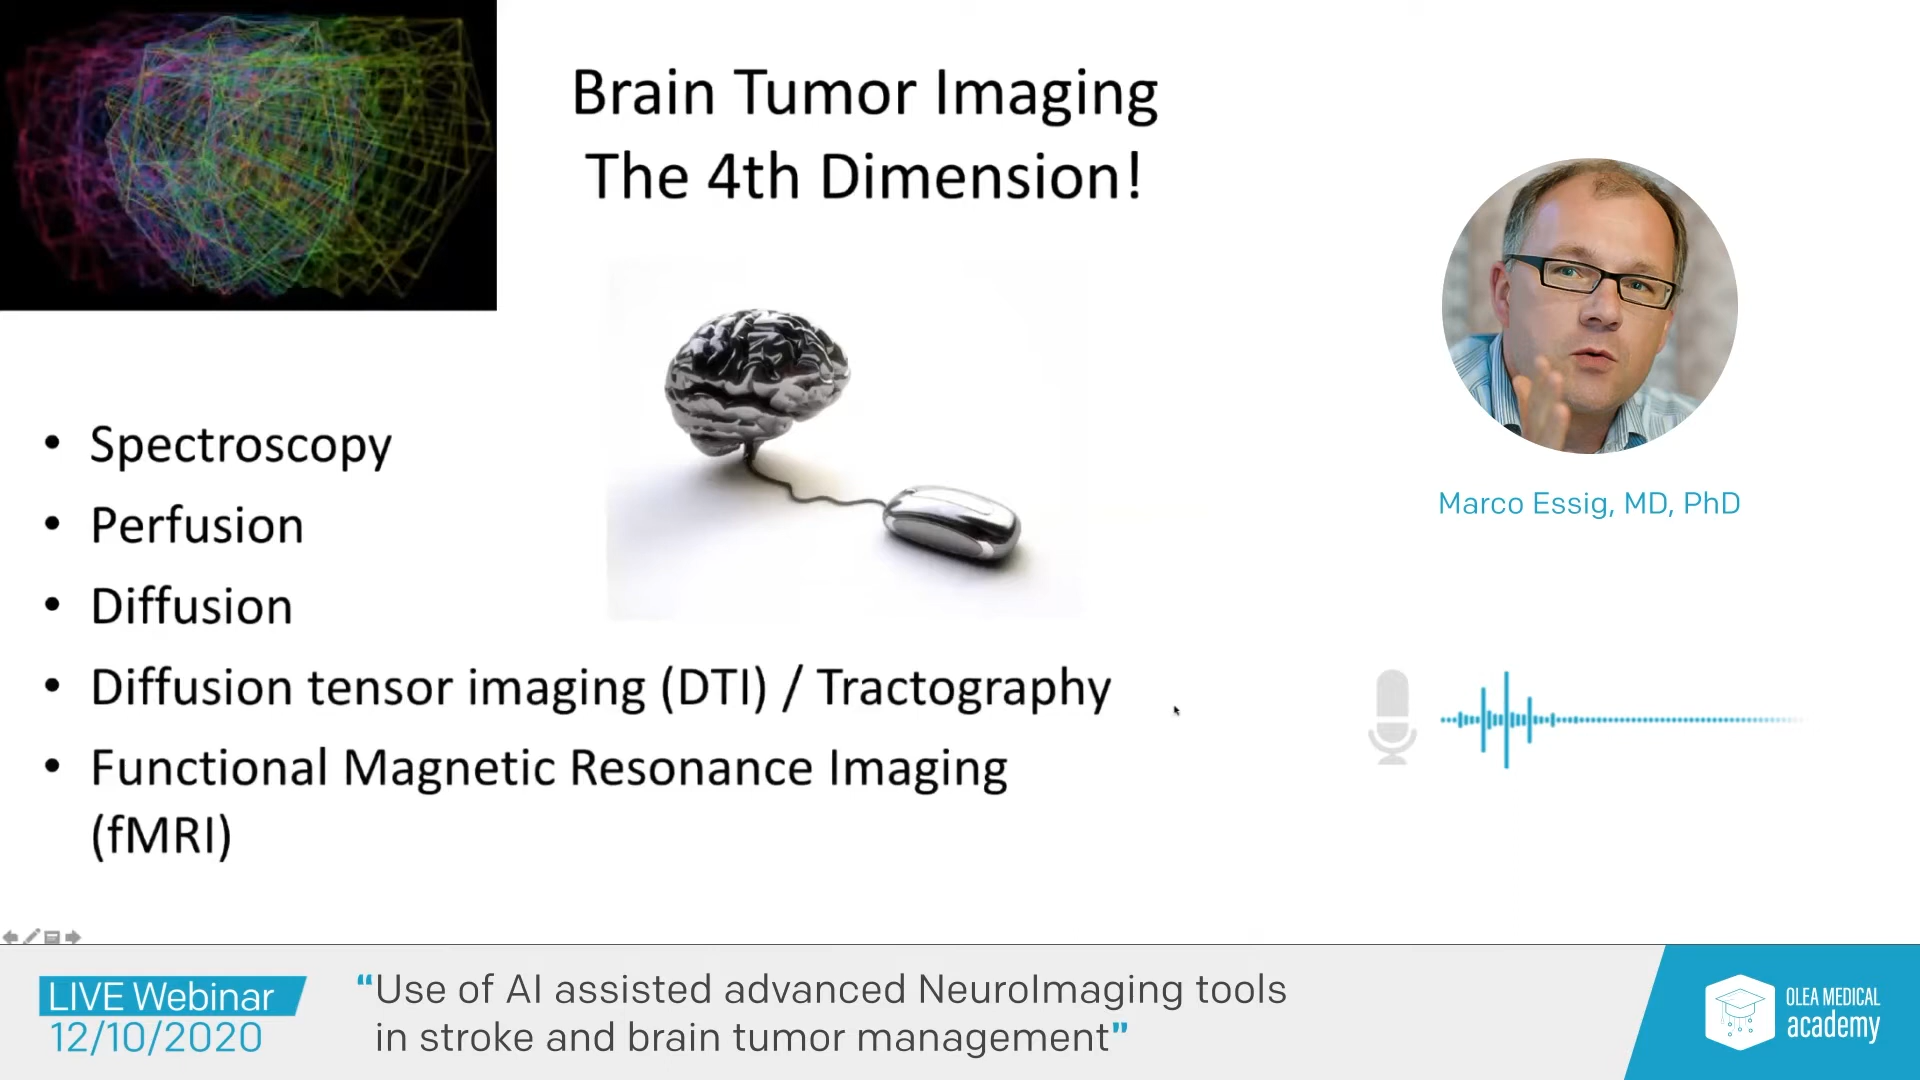 Brain Tumor Imaging
The 4th Dimension!
• Spectroscopy
• Perfusion
• Diffusion
• Diffusion tensor imaging (DTI) / Tractography
• Functional Magnetic Resonance Imaging
(fMRI)
Marco Essig, MD, PhD
LIVE Webinar
12/10/2020
“Use of AI assisted advanced NeuroImaging tools
in stroke and brain tumor management”
OLEA MEDICAL
academy